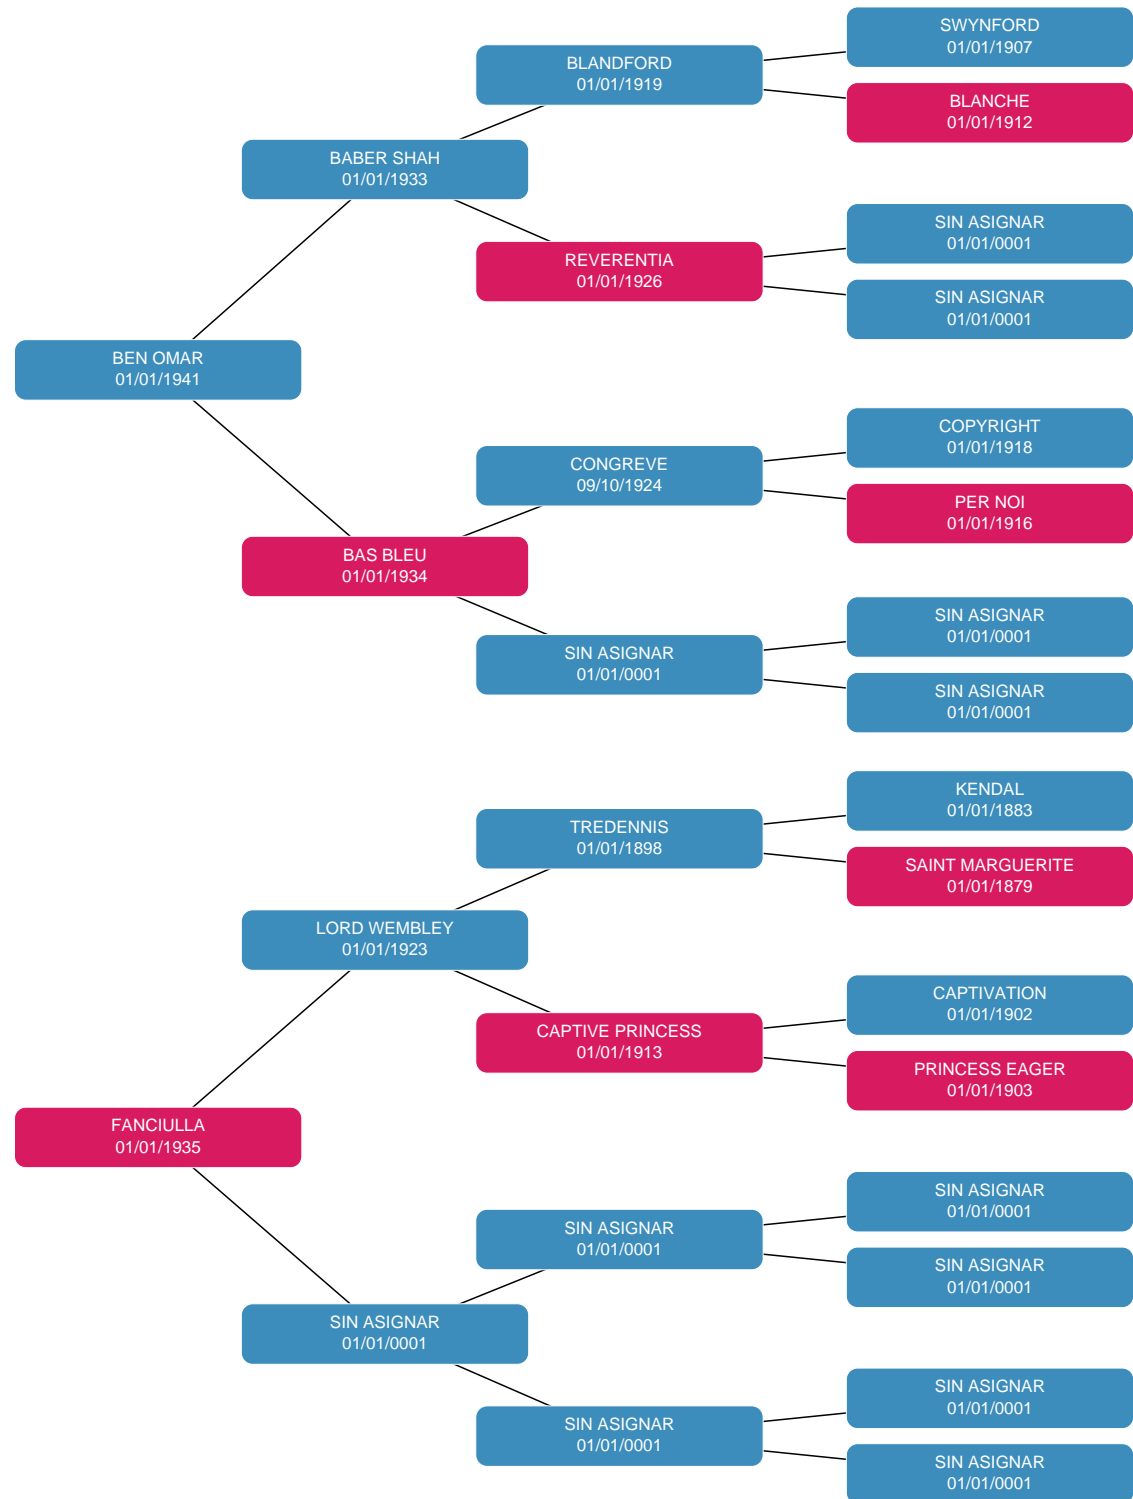 SWYNFORD
01/01/1907
BLANDFORD
01/01/1919
BLANCHE
01/01/1912
BABER SHAH
01/01/1933
SIN ASIGNAR
01/01/0001
REVERENTIA
01/01/1926
SIN ASIGNAR
01/01/0001
BEN OMAR
01/01/1941
COPYRIGHT
01/01/1918
CONGREVE
09/10/1924
PER NOI
01/01/1916
BAS BLEU
01/01/1934
SIN ASIGNAR
01/01/0001
SIN ASIGNAR
01/01/0001
SIN ASIGNAR
01/01/0001
KENDAL
01/01/1883
TREDENNIS
01/01/1898
SAINT MARGUERITE
01/01/1879
LORD WEMBLEY
01/01/1923
CAPTIVATION
01/01/1902
CAPTIVE PRINCESS
01/01/1913
PRINCESS EAGER
01/01/1903
FANCIULLA
01/01/1935
SIN ASIGNAR
01/01/0001
SIN ASIGNAR
01/01/0001
SIN ASIGNAR
01/01/0001
SIN ASIGNAR
01/01/0001
SIN ASIGNAR
01/01/0001
SIN ASIGNAR
01/01/0001
SIN ASIGNAR
01/01/0001